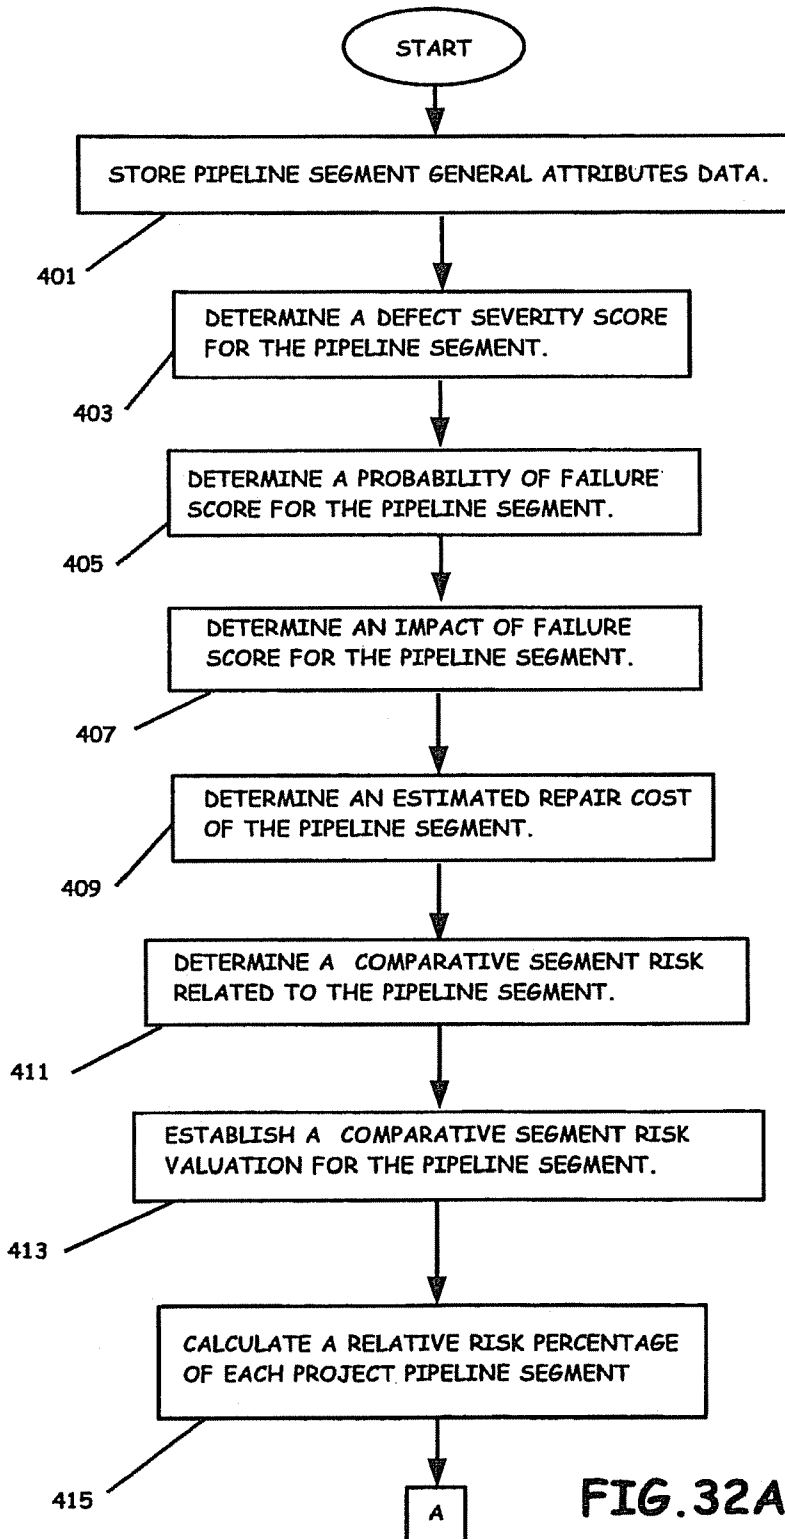 START
STORE PIPELINE SEGMENT GENERAL ATTRIBUTES DATA.
401
DETERMINE A DEFECT SEVERITY SCORE
FOR THE PIPELINE SEGMENT.
403
DETERMINE A PROBABILITY OF FAILURE
SCORE FOR THE PIPELINE SEGMENT.
405
DETERMINE AN IMPACT OF FAILURE
SCORE FOR THE PIPELINE SEGMENT.
407
DETERMINE AN ESTIMATED REPAIR COST
OF THE PIPELINE SEGMENT.
409
DETERMINE A COMPARATIVE SEGMENT RISK
RELATED TO THE PIPELINE SEGMENT.
411
ESTABLISH A COMPARATIVE SEGMENT RISK
VALUATION FOR THE PIPELINE SEGMENT.
413
CALCULATE A RELATIVE RISK PERCENTAGE
OF EACH PROJECT PIPELINE SEGMENT
415
A
FIG.32A